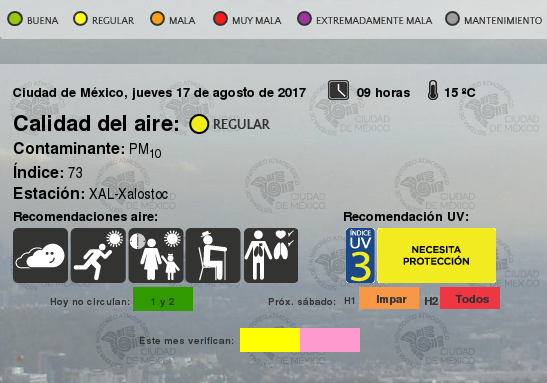 BUENA REGULAR MALA MUY MALA EXTREMADAMENTE MALA MANTENIMIENTO
Ciudad de México, jueves 17 de agosto de 2017 09 horas 15 ºC
Calidad del aire: REGULAR
Contaminante: PM10
Índice: 73
Estación: XAL-Xalostoc
Recomendaciones aire: Recomendación UV:
ÍNDICE UV 3 NECESITA PROTECCIÓN
Hoy no circulan: 1 y 2 Próx. sábado: H1 Impar H2 Todos
Este mes verifican:
CIUDAD DE MÉXICO